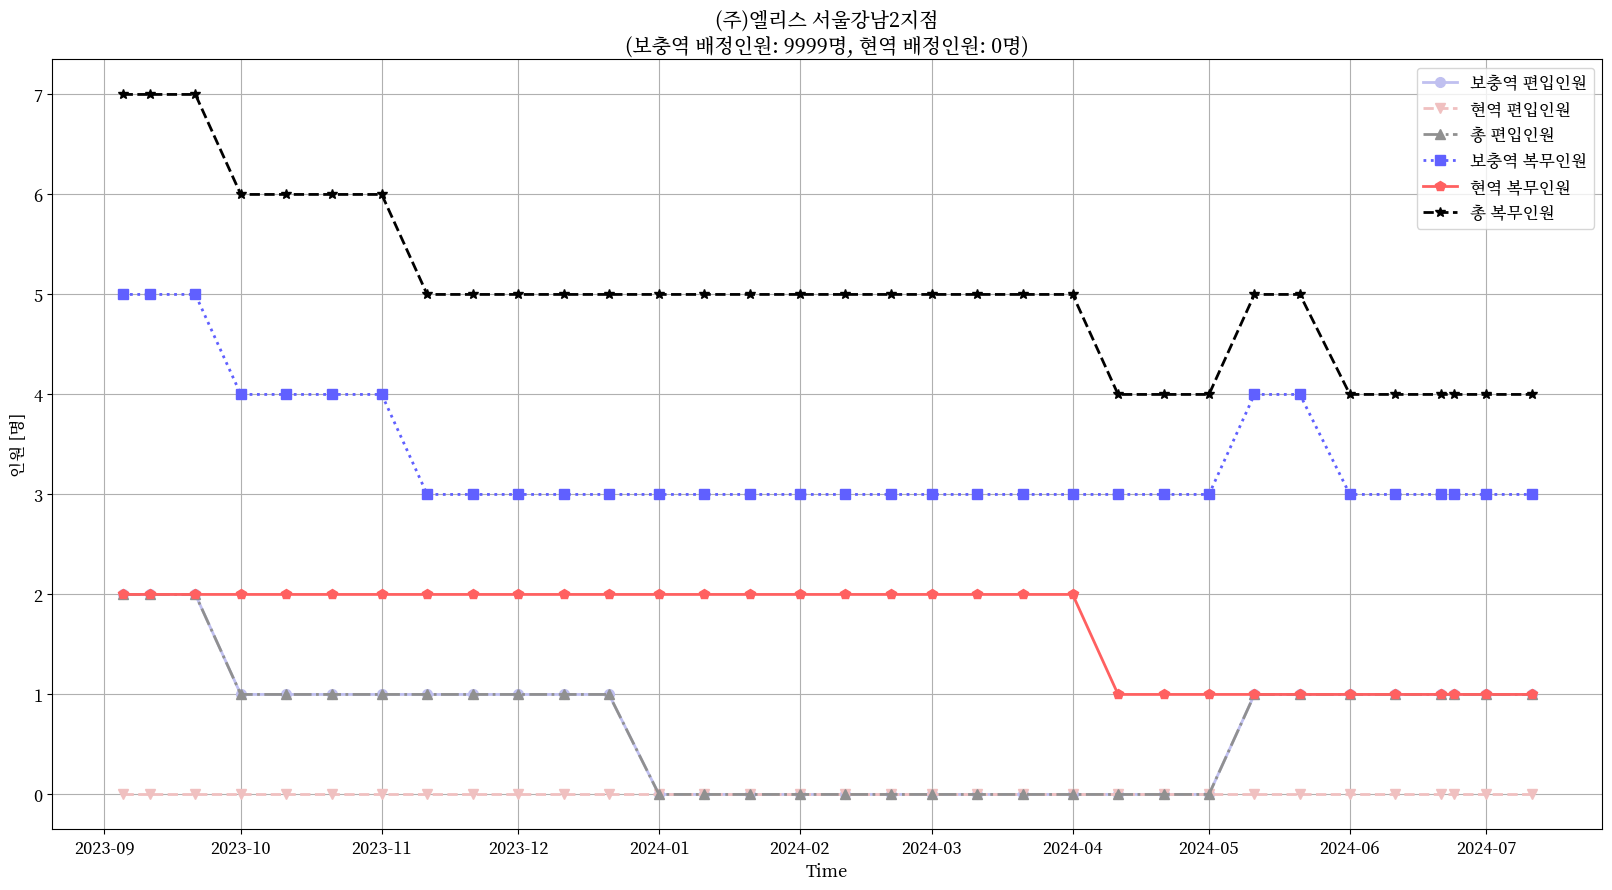 (주)엘리스 서울강남2지점
(보충역 배정인원: 9999명, 현역 배정인원: 0명)
보충역 편입인원
현역 편입인원
총 편입인원
보충역 복무인원
현역 복무인원
총 복무인원
인원 [명]
7
6
5
4
3
2
1
0
2023-09 2023-10 2023-11 2023-12 2024-01 2024-02 2024-03 2024-04 2024-05 2024-06 2024-07
Time